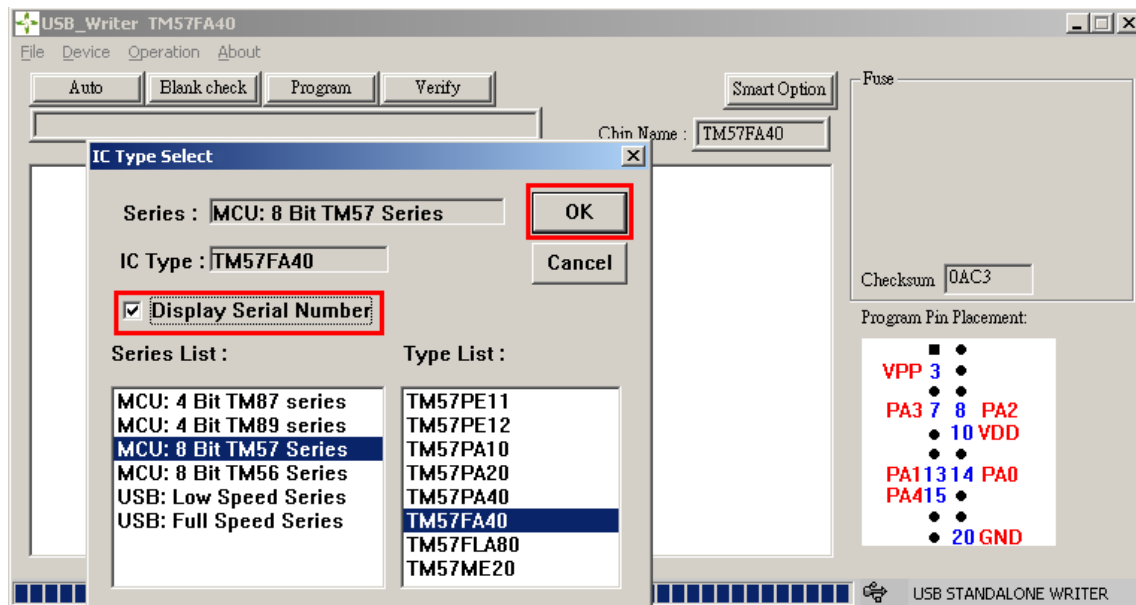 USB_Writer TM57FA40
File Device Operation About
Auto Blank check Program Verify Smart Option
Chip Name : TM57FA40
IC Type Select
Series : MCU: 8 Bit TM57 Series OK
IC Type : TM57FA40 Cancel
Display Serial Number
Series List : Type List :
MCU: 4 Bit TM87 series
MCU: 4 Bit TM89 series
MCU: 8 Bit TM57 Series
MCU: 8 Bit TM56 Series
USB: Low Speed Series
USB: Full Speed Series
TM57PE11
TM57PE12
TM57PA10
TM57PA20
TM57PA40
TM57FA40
TM57FLA80
TM57ME20
Fuse
Checksum 0AC3
Program Pin Placement:
VPP 3
PA3 7 8 PA2
10 VDD
PA1 13 14 PA0
PA4 15
20 GND
USB STANDALONE WRITER